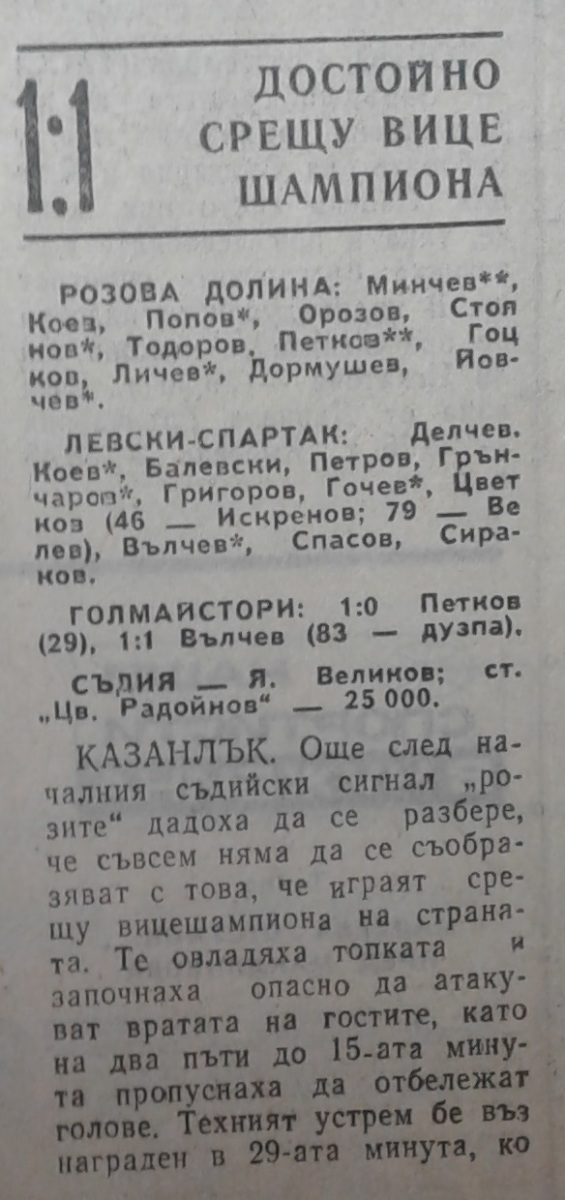 1:1
ДОСТОЙНО
СРЕЩУ ВИЦЕ
ШАМПИОНА
РОЗОВА ДОЛИНА: Минчев**,
Коев, Попов*, Орозов, Стоя
нов*, Тодоров, Петков**, Гоц
ков, Личев*, Дормушев, Йов-
чев*.
ЛЕВСКИ-СПАРТАК: Делчев.
Коев*, Балевски, Петров, Грън-
чаров*, Григоров, Гочев*, Цвет
ков (46 — Искренов; 79 — Ве
лев), Вълчев*, Спасов, Сира-
ков.
ГОЛМАЙСТОРИ: 1:0 Петков
(29), 1:1 Вълчев (83 — дузпа).
СЪДИЯ — Я. Великов; ст.
„Цв. Радойнов“ — 25 000.
КАЗАНЛЪК. Още след на-
чалния съдийски сигнал „ро-
зите“ дадоха да се разбере,
че съвсем няма да се съобра-
зяват с това, че играят сре-
щу вицешампиона на страна-
та. Те овладяха топката и
започнаха опасно да атаку-
ват вратата на гостите, като
на два пъти до 15-ата мину-
та пропуснаха да отбележат
голове. Техният устрем бе въз
награден в 29-ата минута, ко